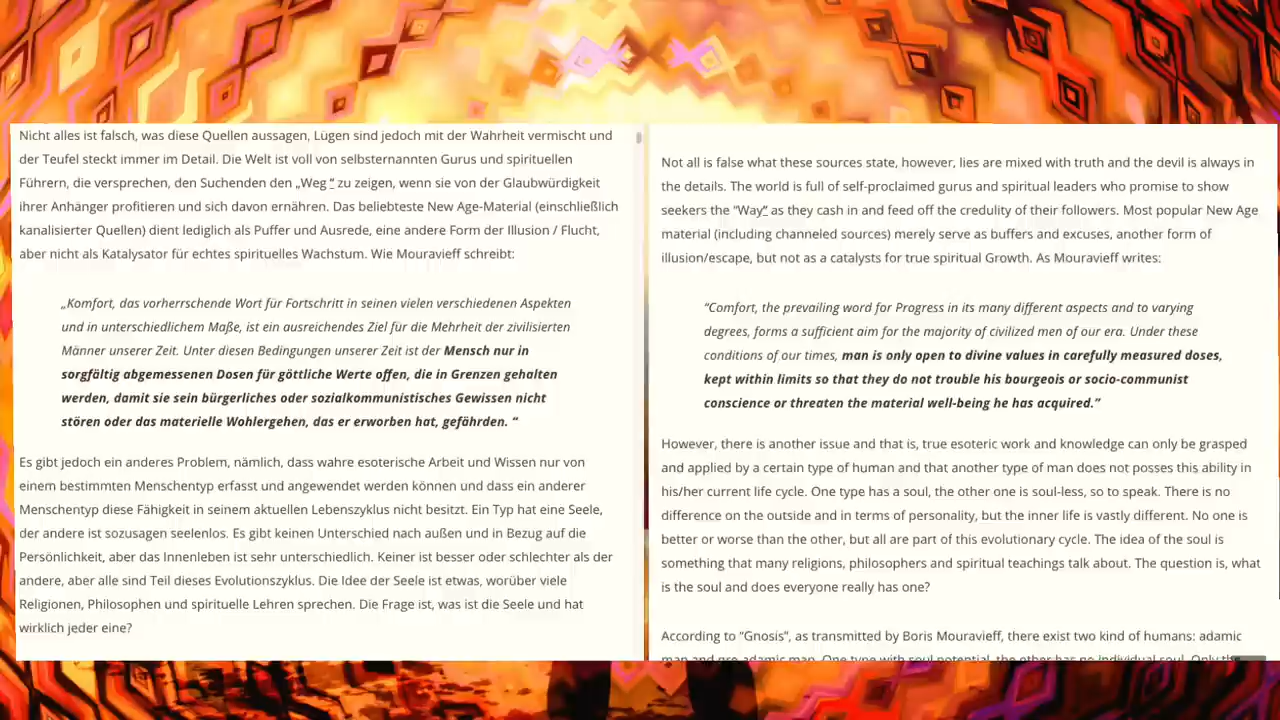 Nicht alles ist falsch, was diese Quellen aussagen, Lügen sind jedoch mit der Wahrheit vermischt und
der Teufel steckt immer im Detail. Die Welt ist voll von selbsternannten Gurus und spirituellen
Führern, die versprechen, den Suchenden den „Weg “ zu zeigen, wenn sie von der Glaubwürdigkeit
ihrer Anhänger profitieren und sich davon ernähren. Das beliebteste New Age-Material (einschließlich
kanalisierter Quellen) dient lediglich als Puffer und Ausrede, eine andere Form der Illusion / Flucht,
aber nicht als Katalysator für echtes spirituelles Wachstum. Wie Mouravieff schreibt:
„Komfort, das vorherrschende Wort für Fortschritt in seinen vielen verschiedenen Aspekten
und in unterschiedlichem Maße, ist ein ausreichendes Ziel für die Mehrheit der zivilisierten
Männer unserer Zeit. Unter diesen Bedingungen unserer Zeit ist der Mensch nur in
sorgfältig abgemessenen Dosen für göttliche Werte offen, die in Grenzen gehalten
werden, damit sie sein bürgerliches oder sozialkommunistisches Gewissen nicht
stören oder das materielle Wohlergehen, das er erworben hat, gefährden. “
Es gibt jedoch ein anderes Problem, nämlich, dass wahre esoterische Arbeit und Wissen nur von
einem bestimmten Menschentyp erfasst und angewendet werden können und dass ein anderer
Menschentyp diese Fähigkeit in seinem aktuellen Lebenszyklus nicht besitzt. Ein Typ hat eine Seele,
der andere ist sozusagen seelenlos. Es gibt keinen Unterschied nach außen und in Bezug auf die
Persönlichkeit, aber das Innenleben ist sehr unterschiedlich. Keiner ist besser oder schlechter als der
andere, aber alle sind Teil dieses Evolutionszyklus. Die Idee der Seele ist etwas, worüber viele
Religionen, Philosophen und spirituelle Lehren sprechen. Die Frage ist, was ist die Seele und hat
wirklich jeder eine?
Not all is false what these sources state, however, lies are mixed with truth and the devil is always in
the details. The world is full of self-proclaimed gurus and spiritual leaders who promise to show
seekers the “Way“ as they cash in and feed off the credulity of their followers. Most popular New Age
material (including channeled sources) merely serve as buffers and excuses, another form of
illusion/escape, but not as a catalysts for true spiritual Growth. As Mouravieff writes:
“Comfort, the prevailing word for Progress in its many different aspects and to varying
degrees, forms a sufficient aim for the majority of civilized men of our era. Under these
conditions of our times, man is only open to divine values in carefully measured doses,
kept within limits so that they do not trouble his bourgeois or socio-communist
conscience or threaten the material well-being he has acquired.”
However, there is another issue and that is, true esoteric work and knowledge can only be grasped
and applied by a certain type of human and that another type of man does not posses this ability in
his/her current life cycle. One type has a soul, the other one is soul-less, so to speak. There is no
difference on the outside and in terms of personality, but the inner life is vastly different. No one is
better or worse than the other, but all are part of this evolutionary cycle. The idea of the soul is
something that many religions, philosophers and spiritual teachings talk about. The question is, what
is the soul and does everyone really has one?
According to “Gnosis”, as transmitted by Boris Mouravieff, there exist two kind of humans: adamic
man and pre-adamic man. One type with soul potential, the other has no individual soul. Only the